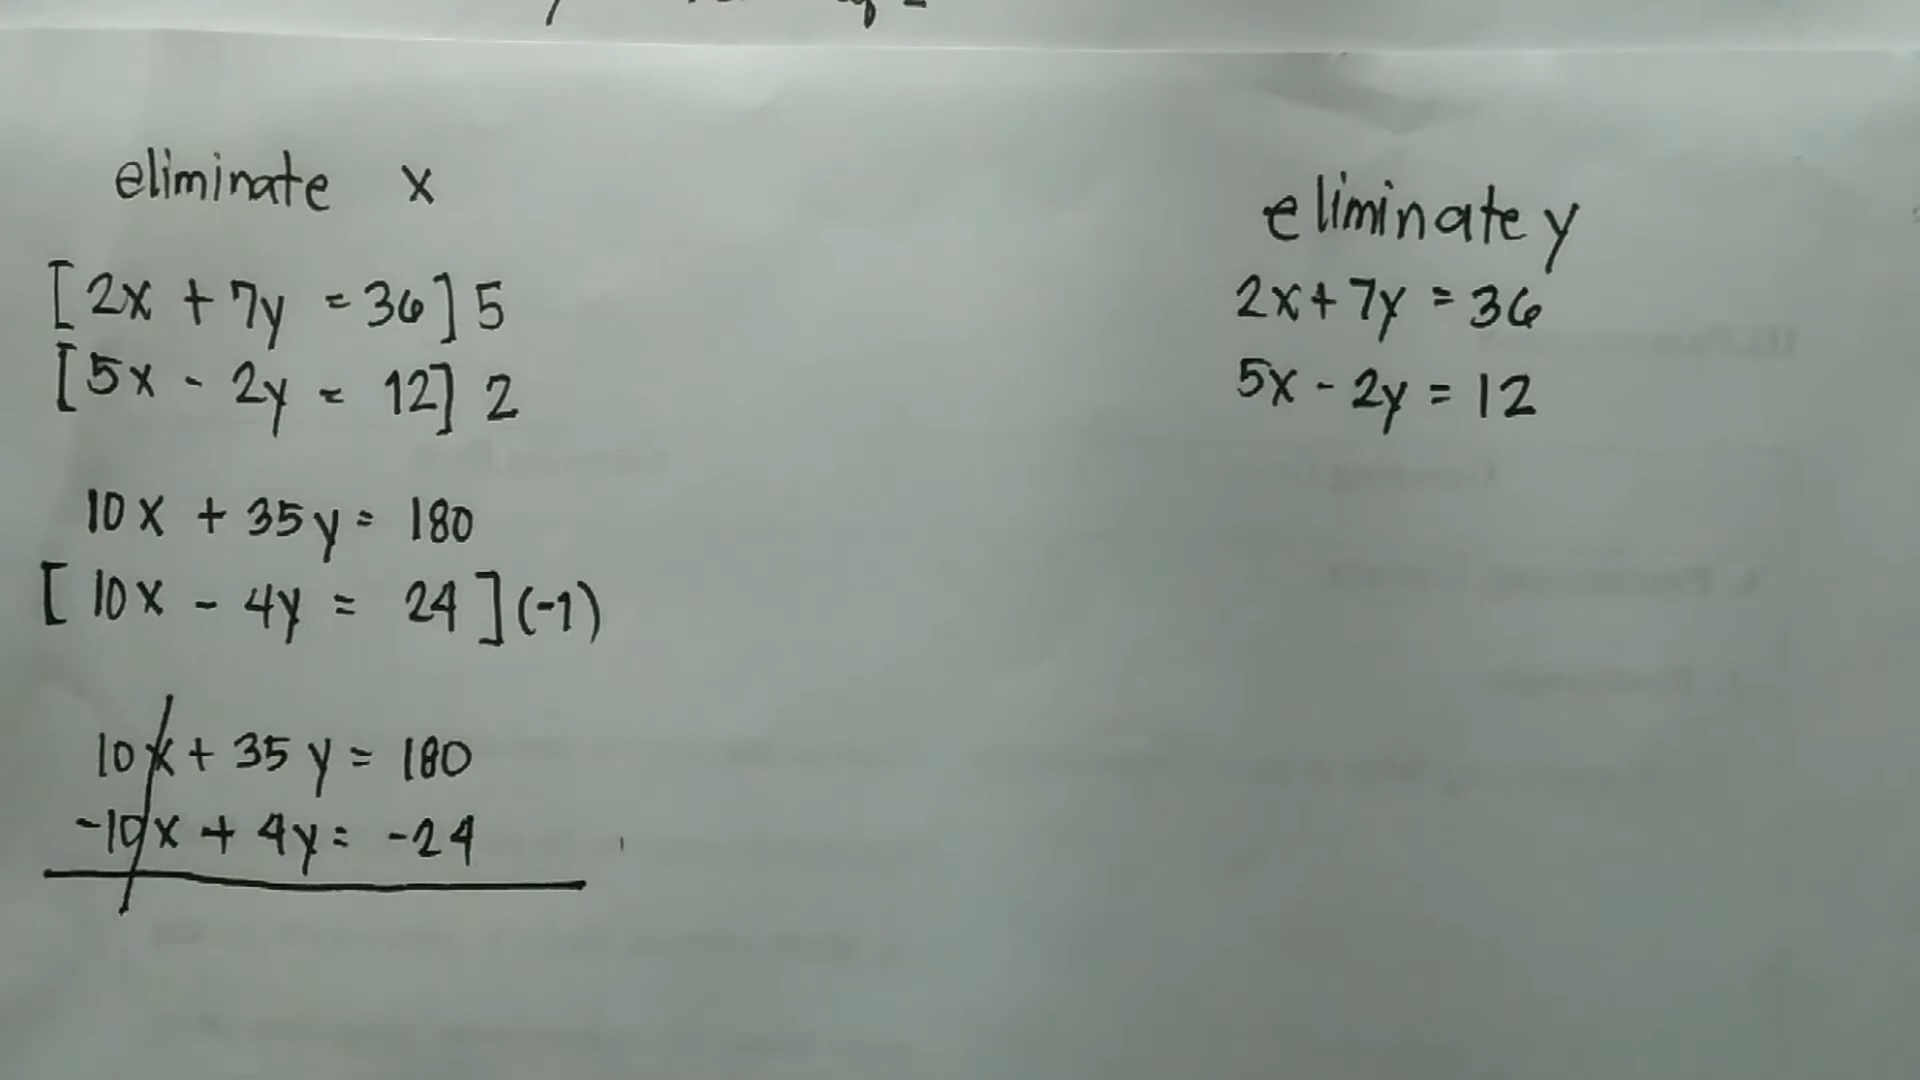 eliminate x
[2x + 7y = 36] 5
[5x - 2y = 12] 2
10x + 35y = 180
[10x - 4y = 24](-1)
10x + 35y = 180
-10x + 4y = -24
eliminate y
2x + 7y = 36
5x - 2y = 12